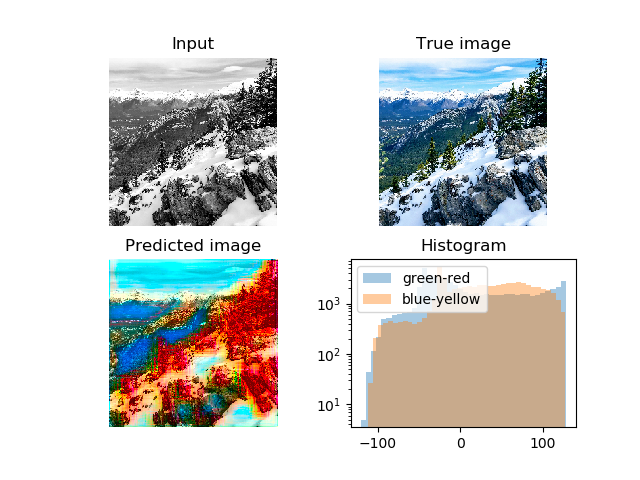 Input
True image
Predicted image
Histogram
green-red
blue-yellow
10³
10²
10¹
−100
0
100